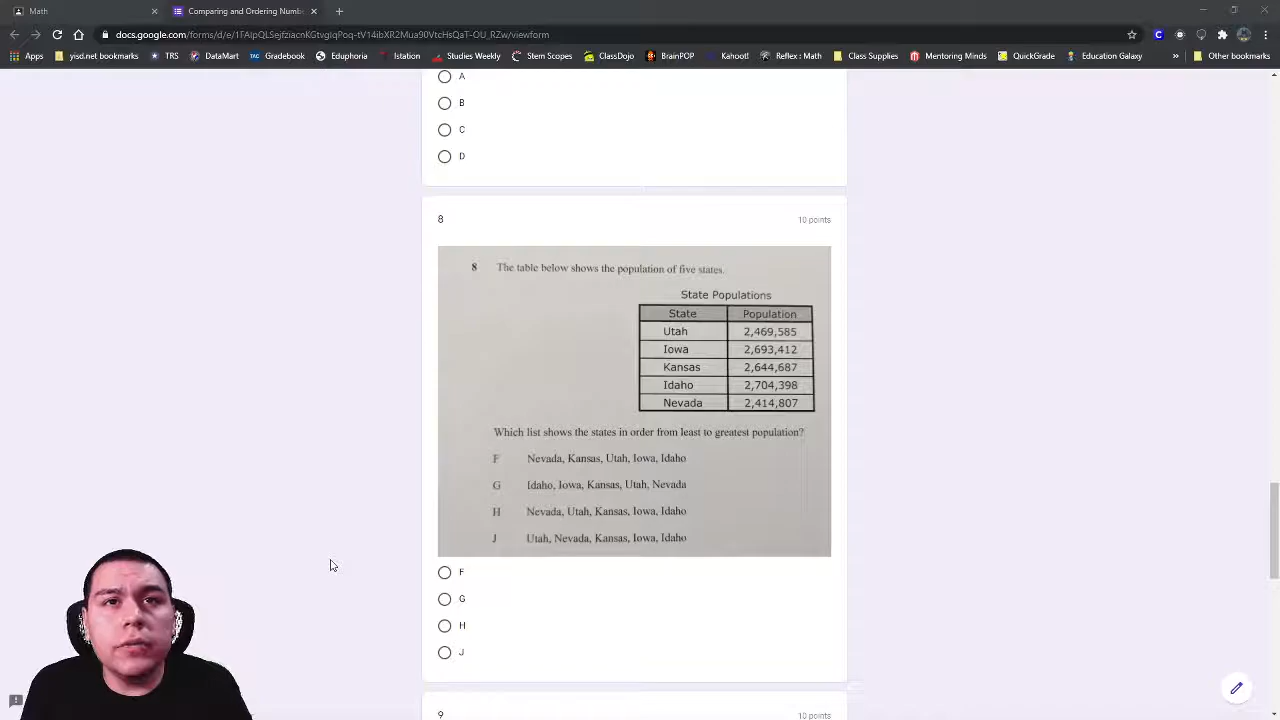 Math
Comparing and Ordering Numbe
docs.google.com/forms/d/e/1FAIpQLSejfziacnKGtvgIqPoq-tV14ibXR2Mua90VtcHsQaT-OU_RZw/viewform
Apps yisd.net bookmarks TRS DataMart TAC Gradebook Eduphoria Istation Studies Weekly Stem Scopes ClassDojo BrainPOP Kahoot! Reflex : Math Class Supplies Mentoring Minds QuickGrade Education Galaxy » Other bookmarks
A
B
C
D
8 10 points
8 The table below shows the population of five states.
State Populations
State Population
Utah 2,469,585
Iowa 2,693,412
Kansas 2,644,687
Idaho 2,704,398
Nevada 2,414,807
Which list shows the states in order from least to greatest population?
F Nevada, Kansas, Utah, Iowa, Idaho
G Idaho, Iowa, Kansas, Utah, Nevada
H Nevada, Utah, Kansas, Iowa, Idaho
J Utah, Nevada, Kansas, Iowa, Idaho
F
G
H
J
9 10 points